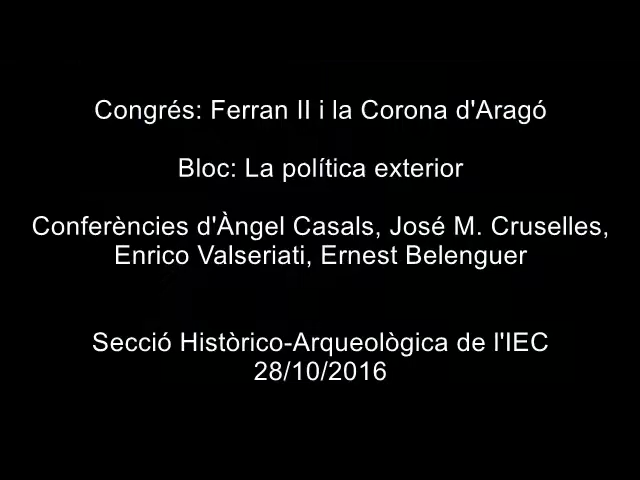 Congrés: Ferran II i la Corona d'Aragó
Bloc: La política exterior
Conferències d'Àngel Casals, José M. Cruselles,
Enrico Valseriati, Ernest Belenguer
Secció Històrico-Arqueològica de l'IEC
28/10/2016